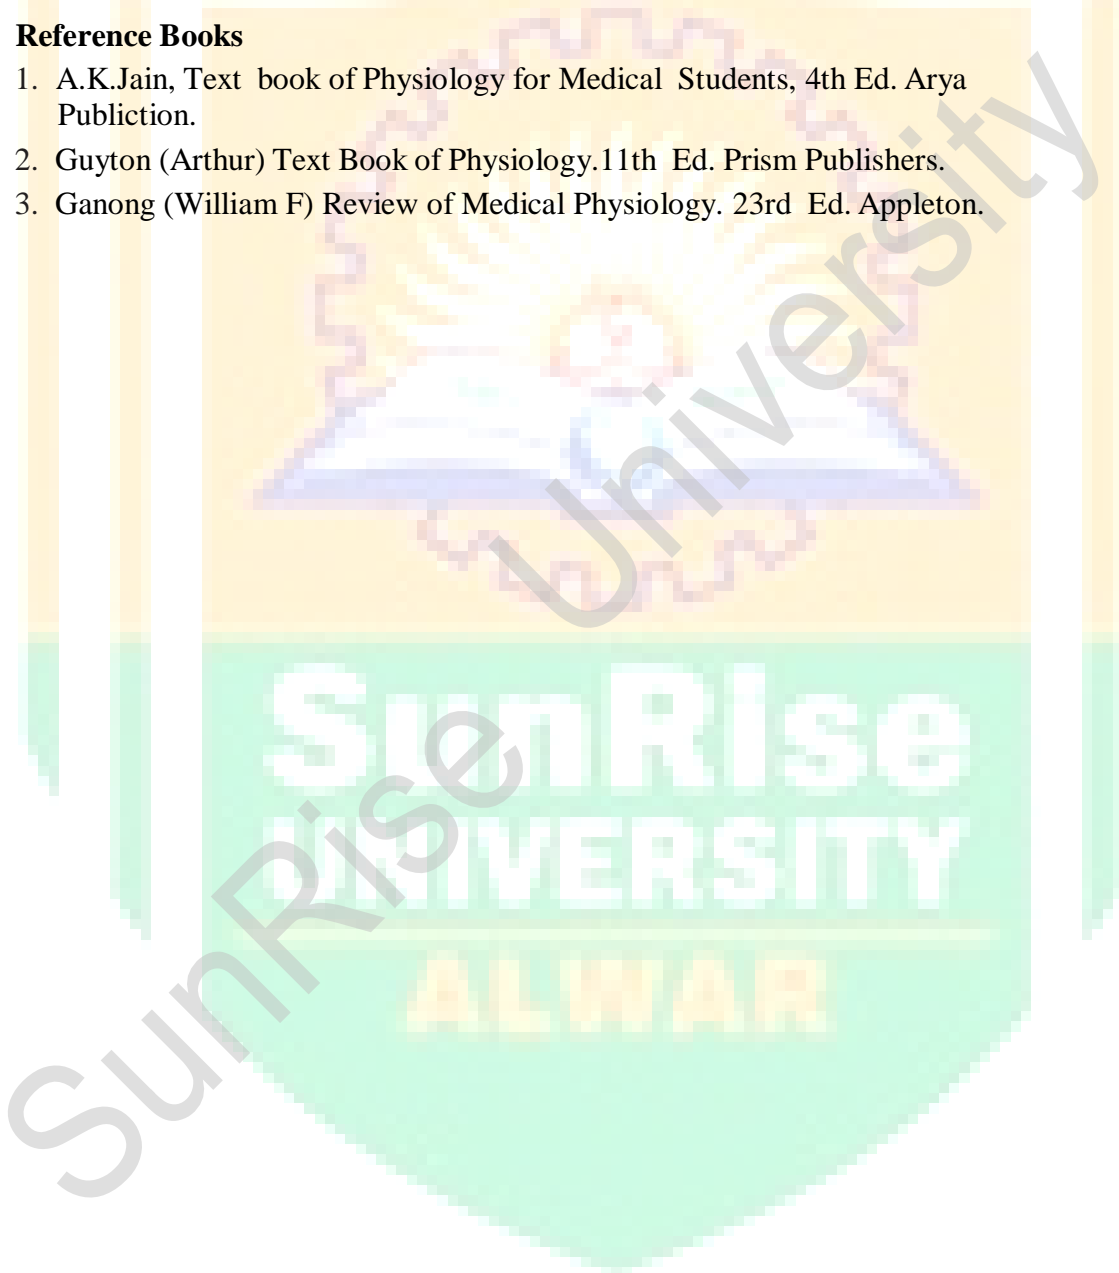 Reference Books
1. A.K.Jain, Text book of Physiology for Medical Students, 4th Ed. Arya
Publiction.
2. Guyton (Arthur) Text Book of Physiology.11th Ed. Prism Publishers.
3. Ganong (William F) Review of Medical Physiology. 23rd Ed. Appleton.
SunRise University
SunRise
UNIVERSITY
ALWAR